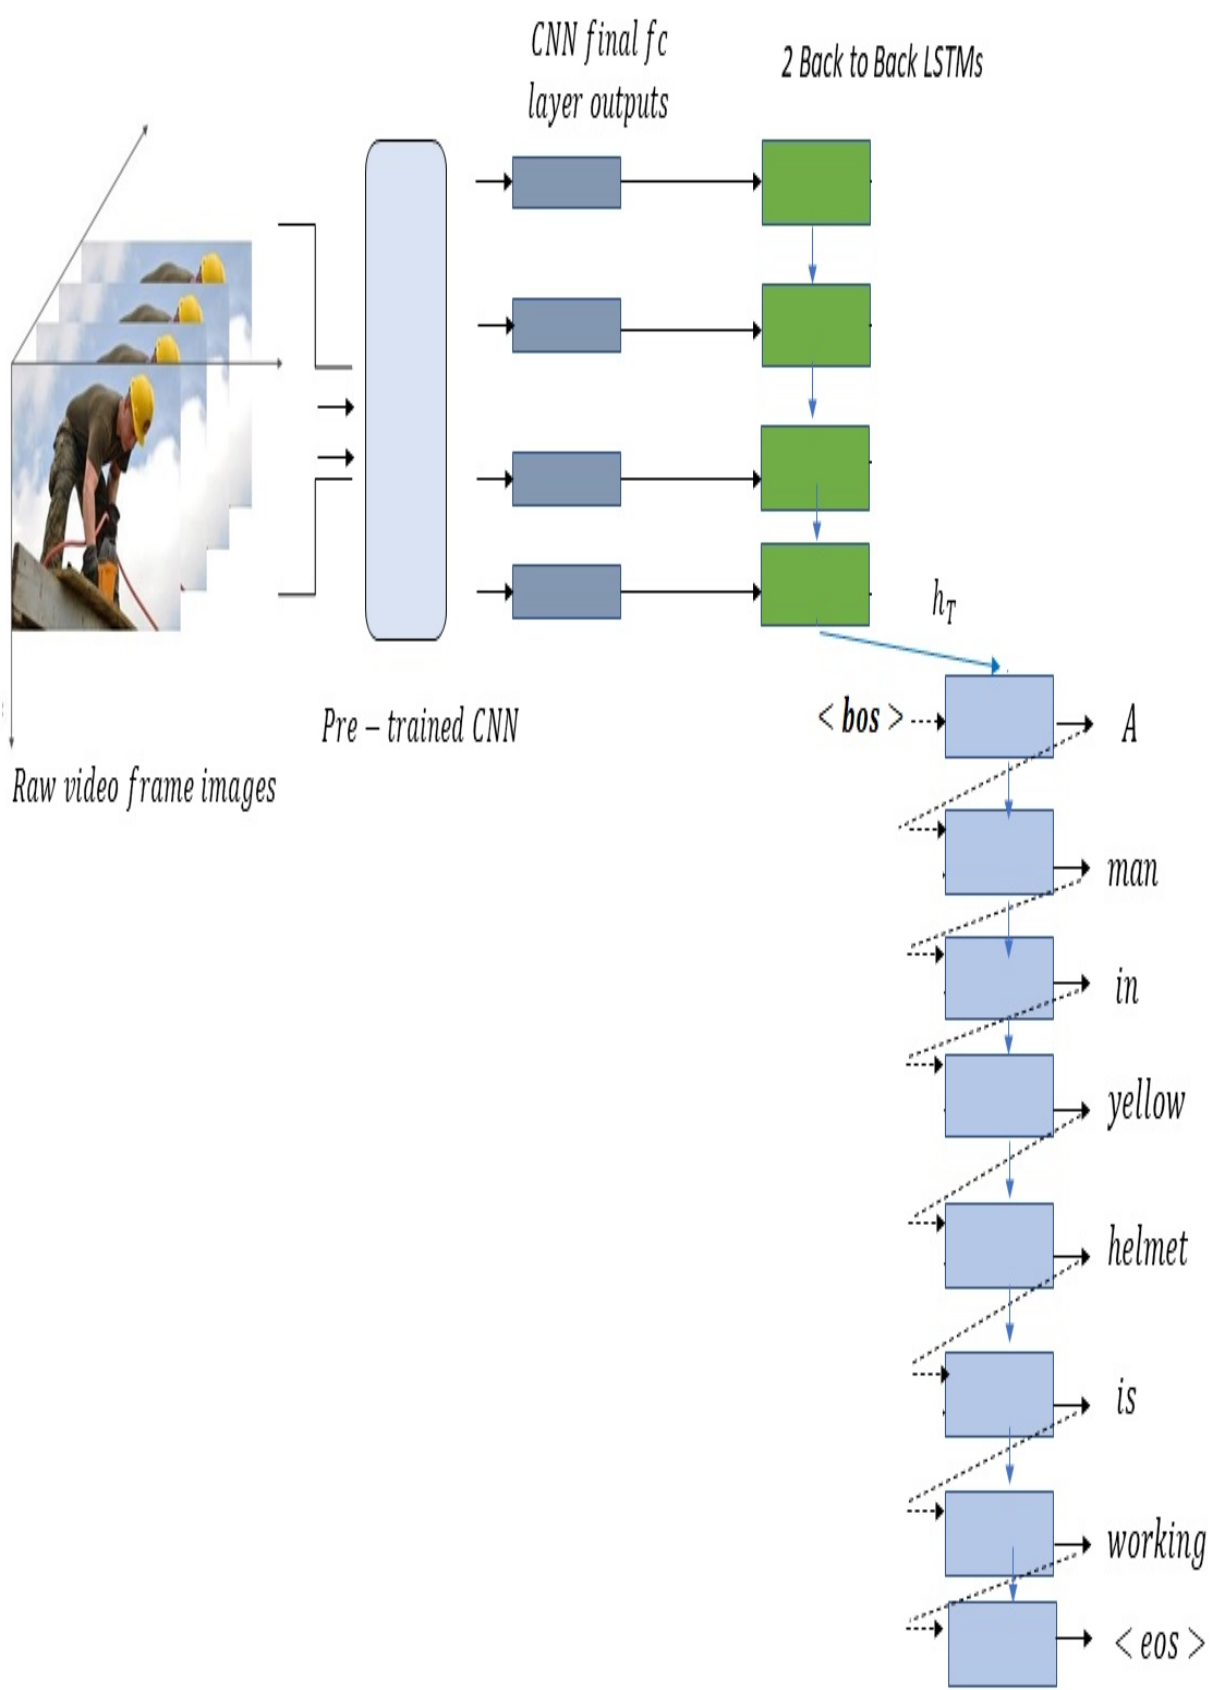 CNN final fc
layer outputs
2 Back to Back LSTMs
h_T
Pre – trained CNN
Raw video frame images
< bos >
A
man
in
yellow
helmet
is
working
< eos >